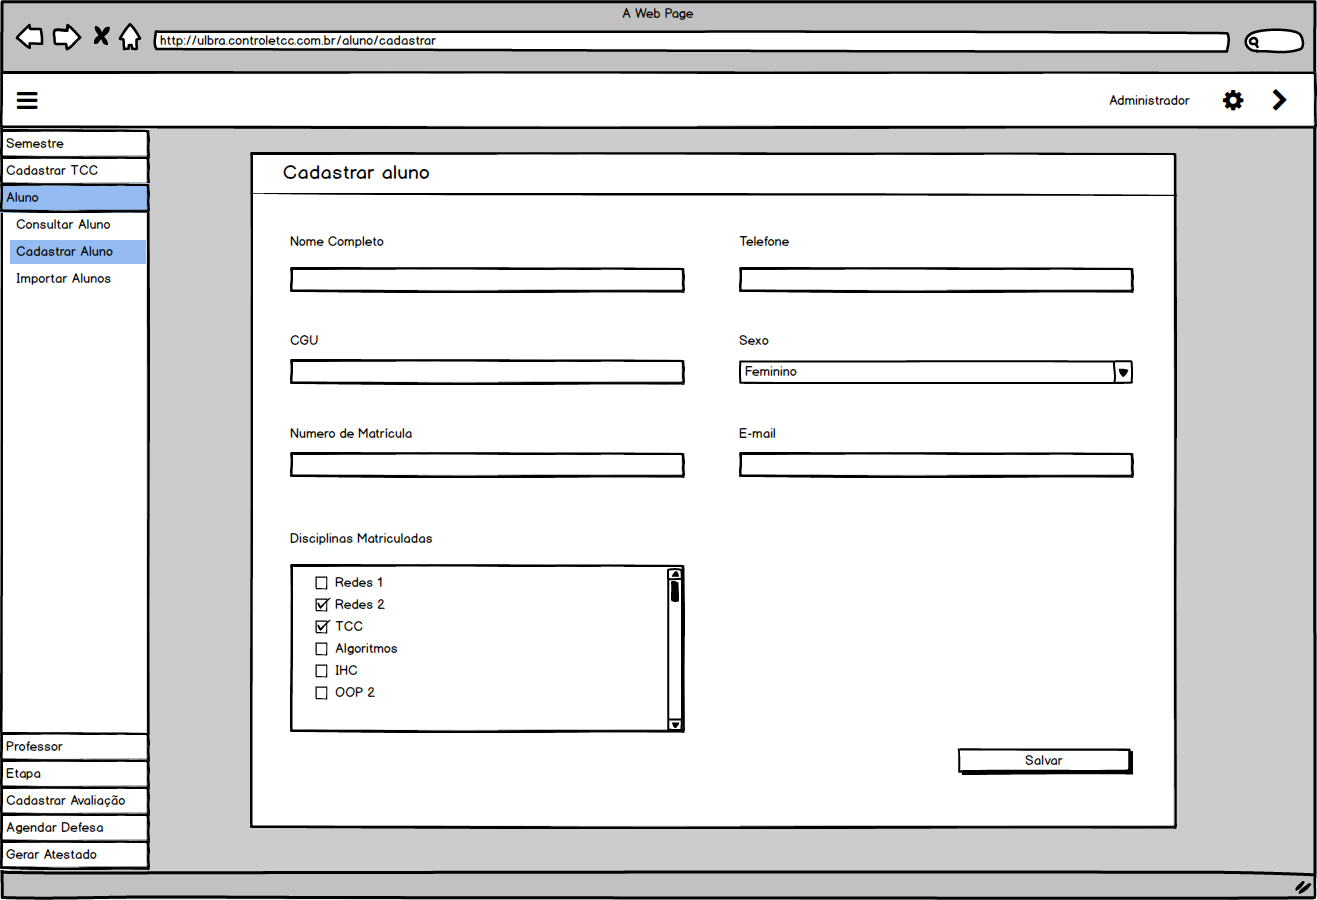 A Web Page
http://ulbra.controletcc.com.br/aluno/cadastrar
Administrador
Semestre
Cadastrar TCC
Aluno
Consultar Aluno
Cadastrar Aluno
Importar Alunos
Professor
Etapa
Cadastrar Avaliação
Agendar Defesa
Gerar Atestado
Cadastrar aluno
Nome Completo
Telefone
CGU
Sexo
Feminino
Numero de Matrícula
E-mail
Disciplinas Matriculadas
Redes 1
Redes 2
TCC
Algoritmos
IHC
OOP 2
Salvar